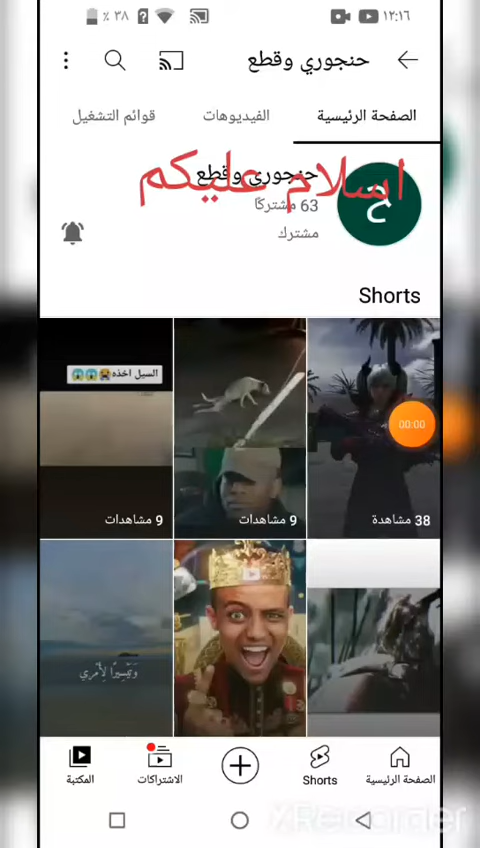 ١٢:١٦
٪ ٣٨
حنجوري وقطع
الصفحة الرئيسية
الفيديوهات
قوائم التشغيل
اسلام عليكم
حنجوري وقطع
63 مشتركًا
مشترك
ح
Shorts
السيل اخذه😭😱😱
00:00
38 مشاهدة
9 مشاهدات
9 مشاهدات
وَيَسِّرْ لِي أَمْرِي
الصفحة الرئيسية
Shorts
الاشتراكات
المكتبة
XRecorder